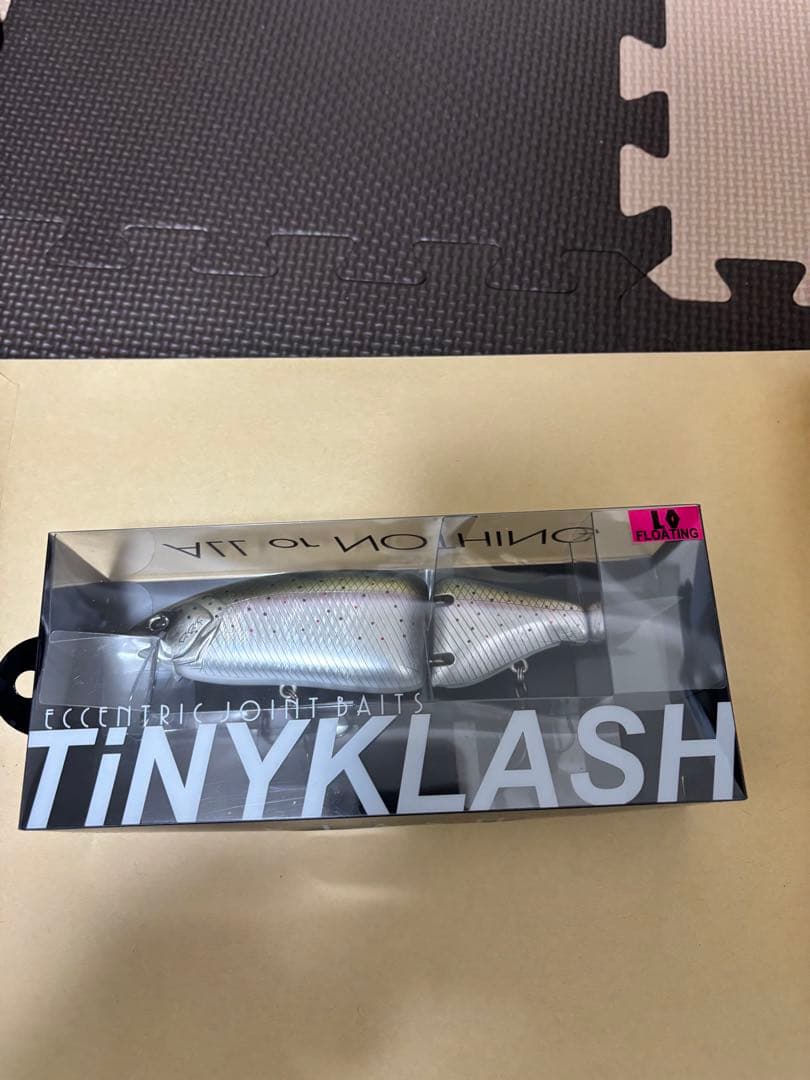 ALL or NOTHING
LO
FLOATING
ECCENTRIC JOINT BAITS
TiNYKLASH